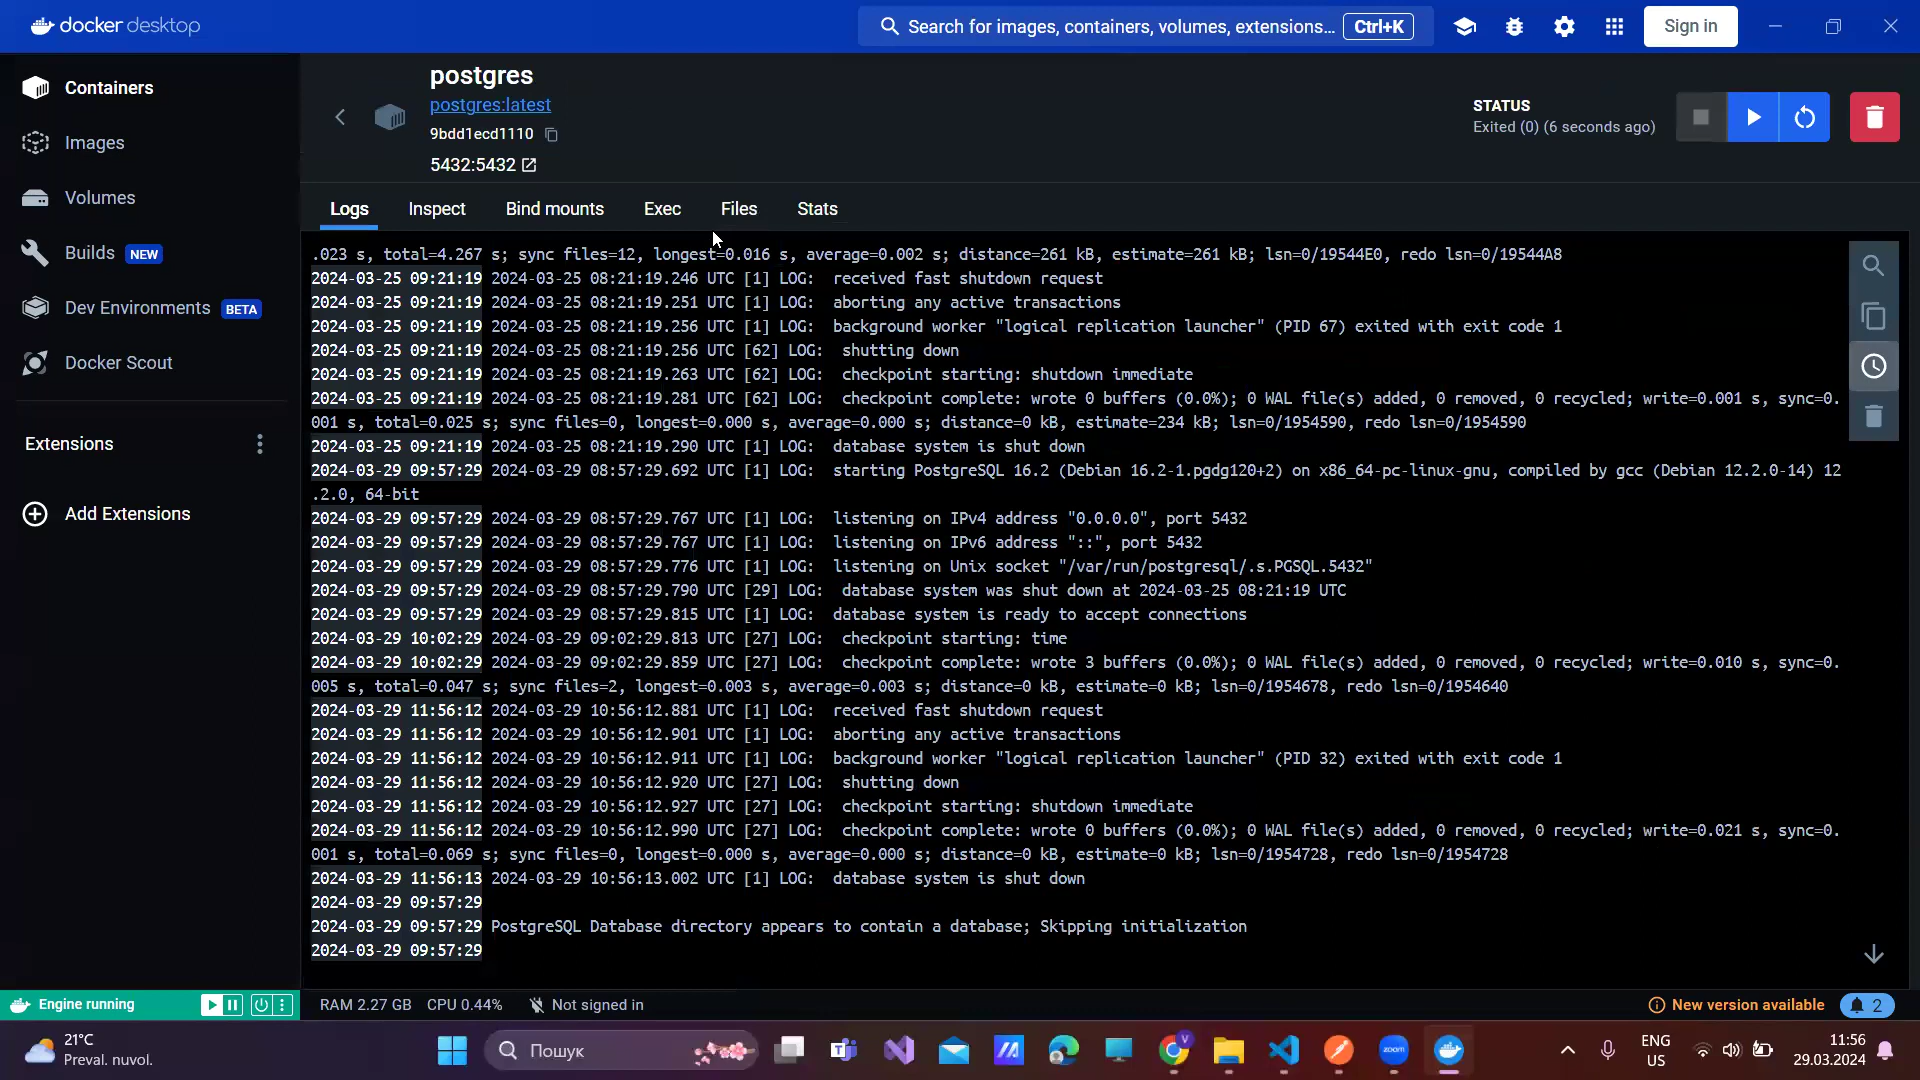 docker desktop
Search for images, containers, volumes, extensions... Ctrl+K
Sign in
Containers
Images
Volumes
Builds NEW
Dev Environments BETA
Docker Scout
Extensions
Add Extensions
postgres
postgres:latest
9bdd1ecd1110
5432:5432
STATUS
Exited (0) (6 seconds ago)
Logs Inspect Bind mounts Exec Files Stats
.023 s, total=4.267 s; sync files=12, longest=0.016 s, average=0.002 s; distance=261 kB, estimate=261 kB; lsn=0/19544E0, redo lsn=0/19544A8
2024-03-25 09:21:19 2024-03-25 08:21:19.246 UTC [1] LOG:  received fast shutdown request
2024-03-25 09:21:19 2024-03-25 08:21:19.251 UTC [1] LOG:  aborting any active transactions
2024-03-25 09:21:19 2024-03-25 08:21:19.256 UTC [1] LOG:  background worker "logical replication launcher" (PID 67) exited with exit code 1
2024-03-25 09:21:19 2024-03-25 08:21:19.256 UTC [62] LOG:  shutting down
2024-03-25 09:21:19 2024-03-25 08:21:19.263 UTC [62] LOG:  checkpoint starting: shutdown immediate
2024-03-25 09:21:19 2024-03-25 08:21:19.281 UTC [62] LOG:  checkpoint complete: wrote 0 buffers (0.0%); 0 WAL file(s) added, 0 removed, 0 recycled; write=0.001 s, sync=0.
001 s, total=0.025 s; sync files=0, longest=0.000 s, average=0.000 s; distance=0 kB, estimate=234 kB; lsn=0/1954590, redo lsn=0/1954590
2024-03-25 09:21:19 2024-03-25 08:21:19.290 UTC [1] LOG:  database system is shut down
2024-03-29 09:57:29 2024-03-29 08:57:29.692 UTC [1] LOG:  starting PostgreSQL 16.2 (Debian 16.2-1.pgdg120+2) on x86_64-pc-linux-gnu, compiled by gcc (Debian 12.2.0-14) 12
.2.0, 64-bit
2024-03-29 09:57:29 2024-03-29 08:57:29.767 UTC [1] LOG:  listening on IPv4 address "0.0.0.0", port 5432
2024-03-29 09:57:29 2024-03-29 08:57:29.767 UTC [1] LOG:  listening on IPv6 address "::", port 5432
2024-03-29 09:57:29 2024-03-29 08:57:29.776 UTC [1] LOG:  listening on Unix socket "/var/run/postgresql/.s.PGSQL.5432"
2024-03-29 09:57:29 2024-03-29 08:57:29.790 UTC [29] LOG:  database system was shut down at 2024-03-25 08:21:19 UTC
2024-03-29 09:57:29 2024-03-29 08:57:29.815 UTC [1] LOG:  database system is ready to accept connections
2024-03-29 10:02:29 2024-03-29 09:02:29.813 UTC [27] LOG:  checkpoint starting: time
2024-03-29 10:02:29 2024-03-29 09:02:29.859 UTC [27] LOG:  checkpoint complete: wrote 3 buffers (0.0%); 0 WAL file(s) added, 0 removed, 0 recycled; write=0.010 s, sync=0.
005 s, total=0.047 s; sync files=2, longest=0.003 s, average=0.003 s; distance=0 kB, estimate=0 kB; lsn=0/1954678, redo lsn=0/1954640
2024-03-29 11:56:12 2024-03-29 10:56:12.881 UTC [1] LOG:  received fast shutdown request
2024-03-29 11:56:12 2024-03-29 10:56:12.901 UTC [1] LOG:  aborting any active transactions
2024-03-29 11:56:12 2024-03-29 10:56:12.911 UTC [1] LOG:  background worker "logical replication launcher" (PID 32) exited with exit code 1
2024-03-29 11:56:12 2024-03-29 10:56:12.920 UTC [27] LOG:  shutting down
2024-03-29 11:56:12 2024-03-29 10:56:12.927 UTC [27] LOG:  checkpoint starting: shutdown immediate
2024-03-29 11:56:12 2024-03-29 10:56:12.990 UTC [27] LOG:  checkpoint complete: wrote 0 buffers (0.0%); 0 WAL file(s) added, 0 removed, 0 recycled; write=0.021 s, sync=0.
001 s, total=0.069 s; sync files=0, longest=0.000 s, average=0.000 s; distance=0 kB, estimate=0 kB; lsn=0/1954728, redo lsn=0/1954728
2024-03-29 11:56:13 2024-03-29 10:56:13.002 UTC [1] LOG:  database system is shut down
2024-03-29 09:57:29
2024-03-29 09:57:29 PostgreSQL Database directory appears to contain a database; Skipping initialization
2024-03-29 09:57:29
Engine running
RAM 2.27 GB CPU 0.44% Not signed in
New version available 2
21°C
Preval. nuvol.
Пошук
zoom
ENG
US
11:56
29.03.2024